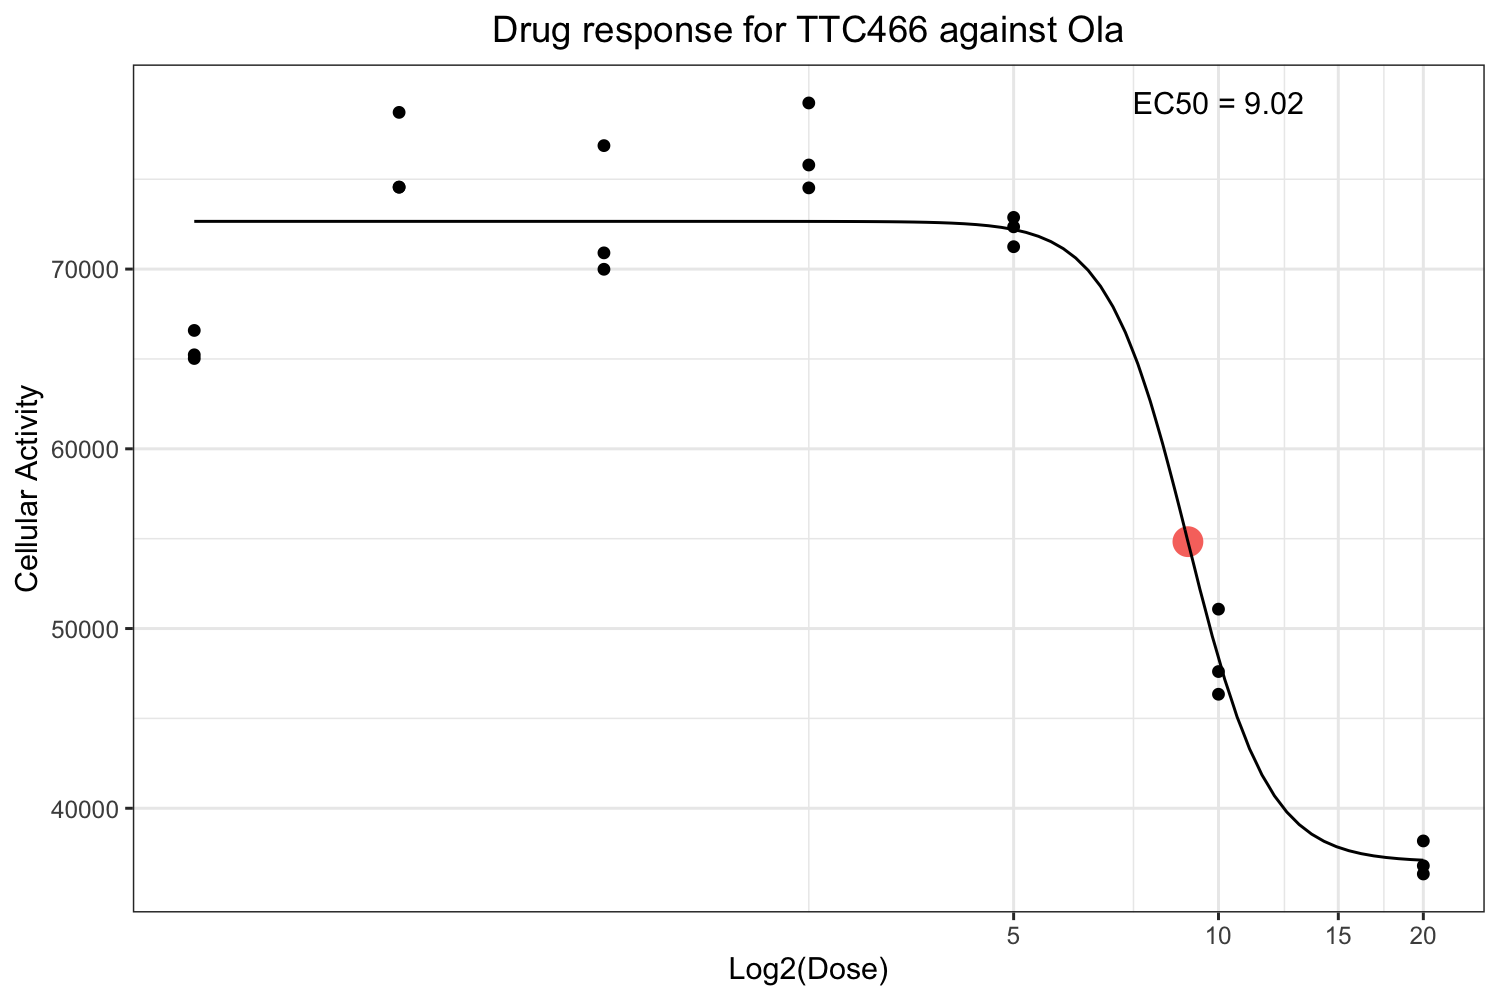 Drug response for TTC466 against Ola
EC50 = 9.02
Cellular Activity
70000
60000
50000
40000
5 10 15 20
Log2(Dose)